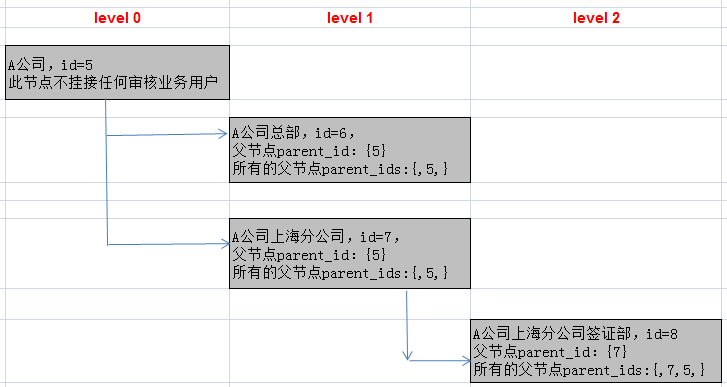 level 0
level 1
level 2
A公司，id=5
此节点不挂接任何审核业务用户
A公司总部，id=6，
父节点parent_id：{5}
所有的父节点parent_ids:{,5,}
A公司上海分公司，id=7，
父节点parent_id：{5}
所有的父节点parent_ids:{,5,}
A公司上海分公司签证部，id=8
父节点parent_id：{7}
所有的父节点parent_ids:{,7,5,}